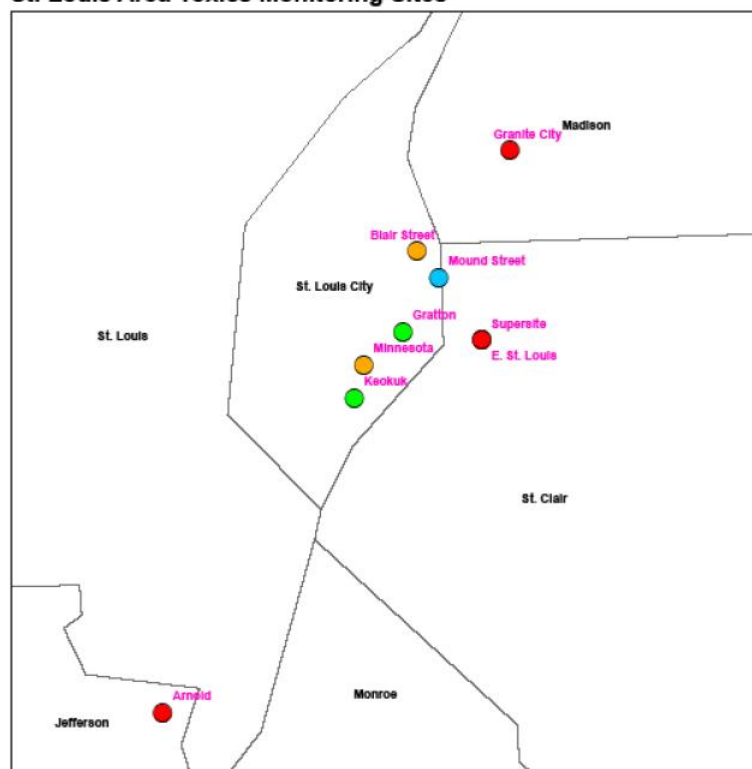 St. Louis Area Toxics Monitoring Sites
Madison
Granite City
Blair Street
Mound Street
St. Louis City
Gratton
Supersite
St. Louis
Minnesota
E. St. Louis
Keokuk
St. Clair
Arnold
Monroe
Jefferson